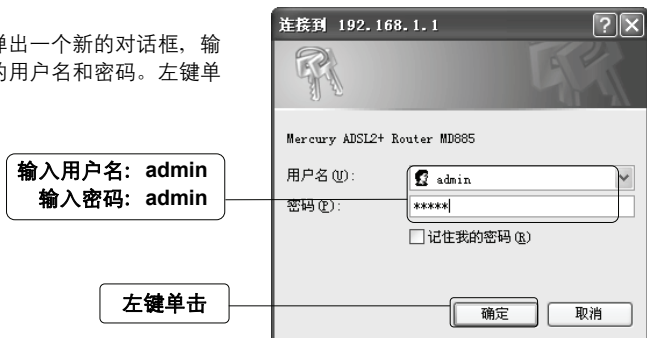 弹出一个新的对话框，输
的用户名和密码。左键单
输入用户名: admin
输入密码: admin
左键单击
连接到 192.168.1.1
Mercury ADSL2+ Router MD885
用户名(U):
admin
密码(P):
*****
记住我的密码(R)
确定
取消